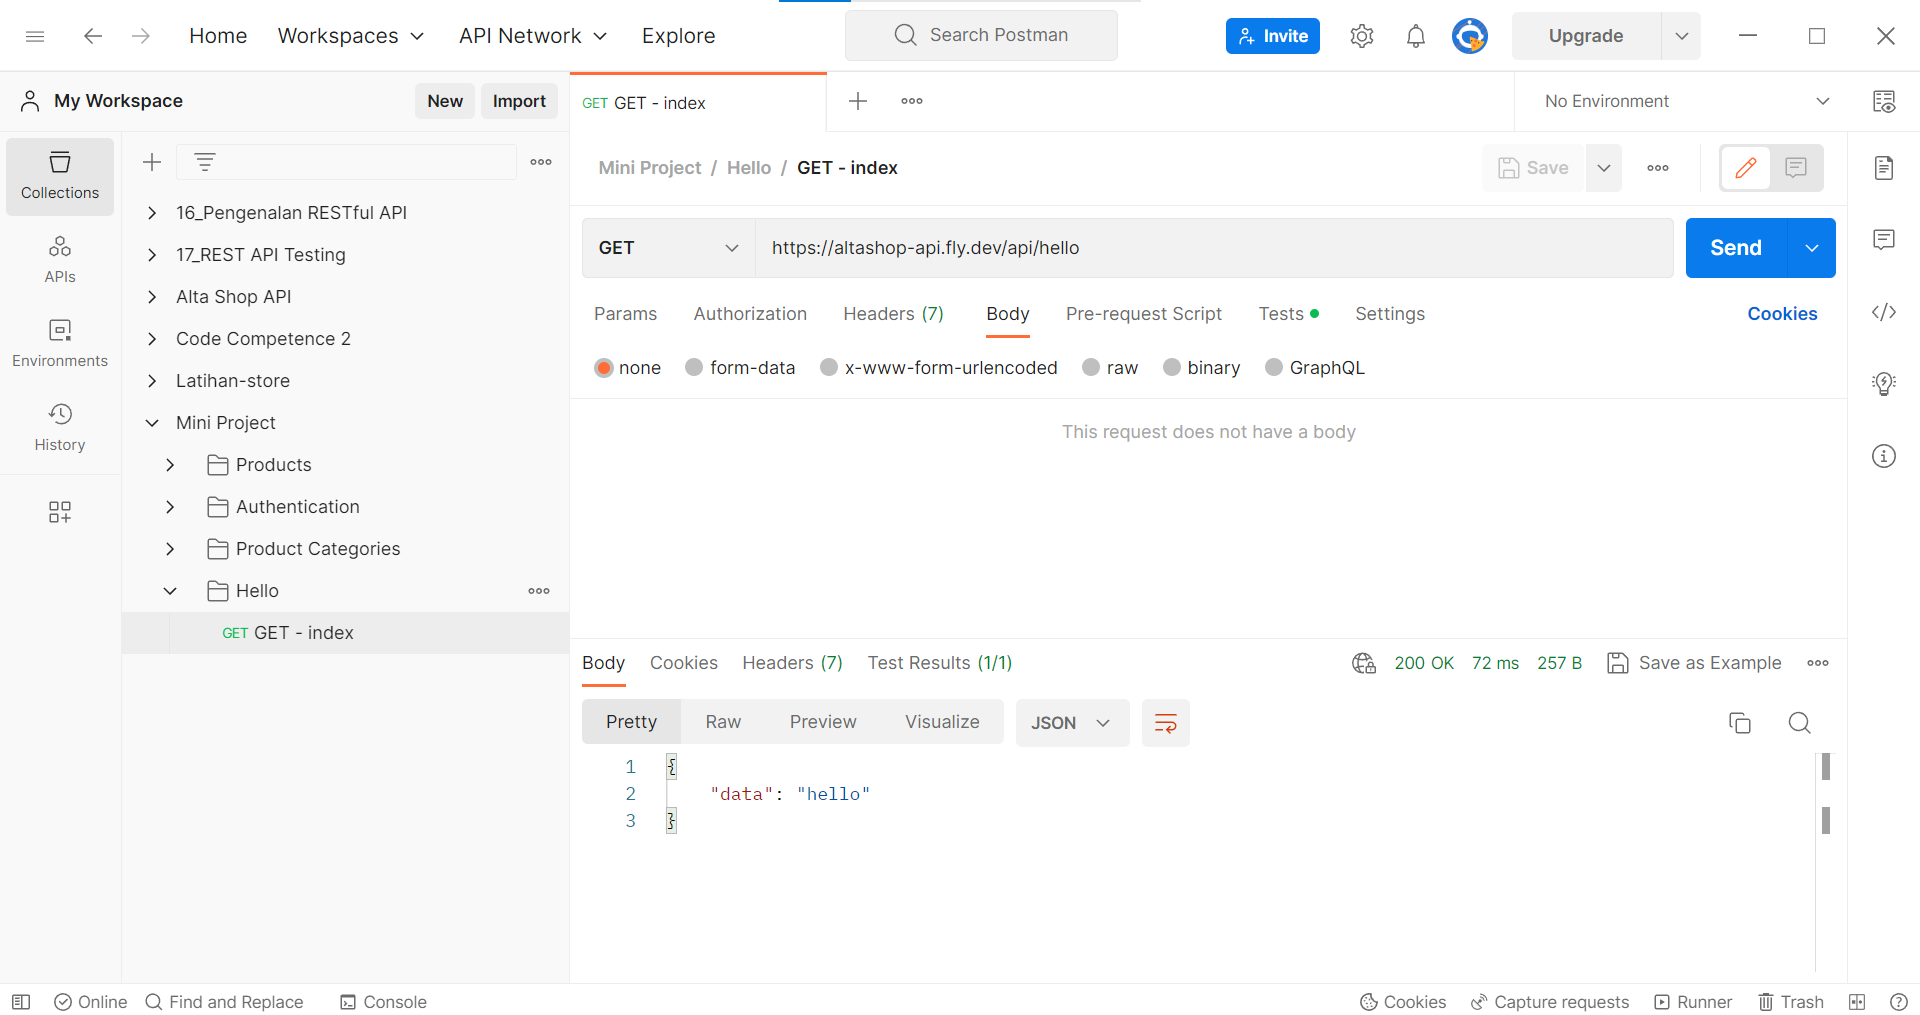 Home Workspaces API Network Explore Search Postman Invite Upgrade
My Workspace New Import GET GET - index No Environment
Collections
APIs
Environments
History
16_Pengenalan RESTful API
17_REST API Testing
Alta Shop API
Code Competence 2
Latihan-store
Mini Project
Products
Authentication
Product Categories
Hello
GET GET - index
Mini Project / Hello / GET - index Save
GET https://altashop-api.fly.dev/api/hello Send
Params Authorization Headers (7) Body Pre-request Script Tests Settings Cookies
none form-data x-www-form-urlencoded raw binary GraphQL
This request does not have a body
Body Cookies Headers (7) Test Results (1/1) 200 OK 72 ms 257 B Save as Example
Pretty Raw Preview Visualize JSON
1 {
2 "data": "hello"
3 }
Online Find and Replace Console Cookies Capture requests Runner Trash